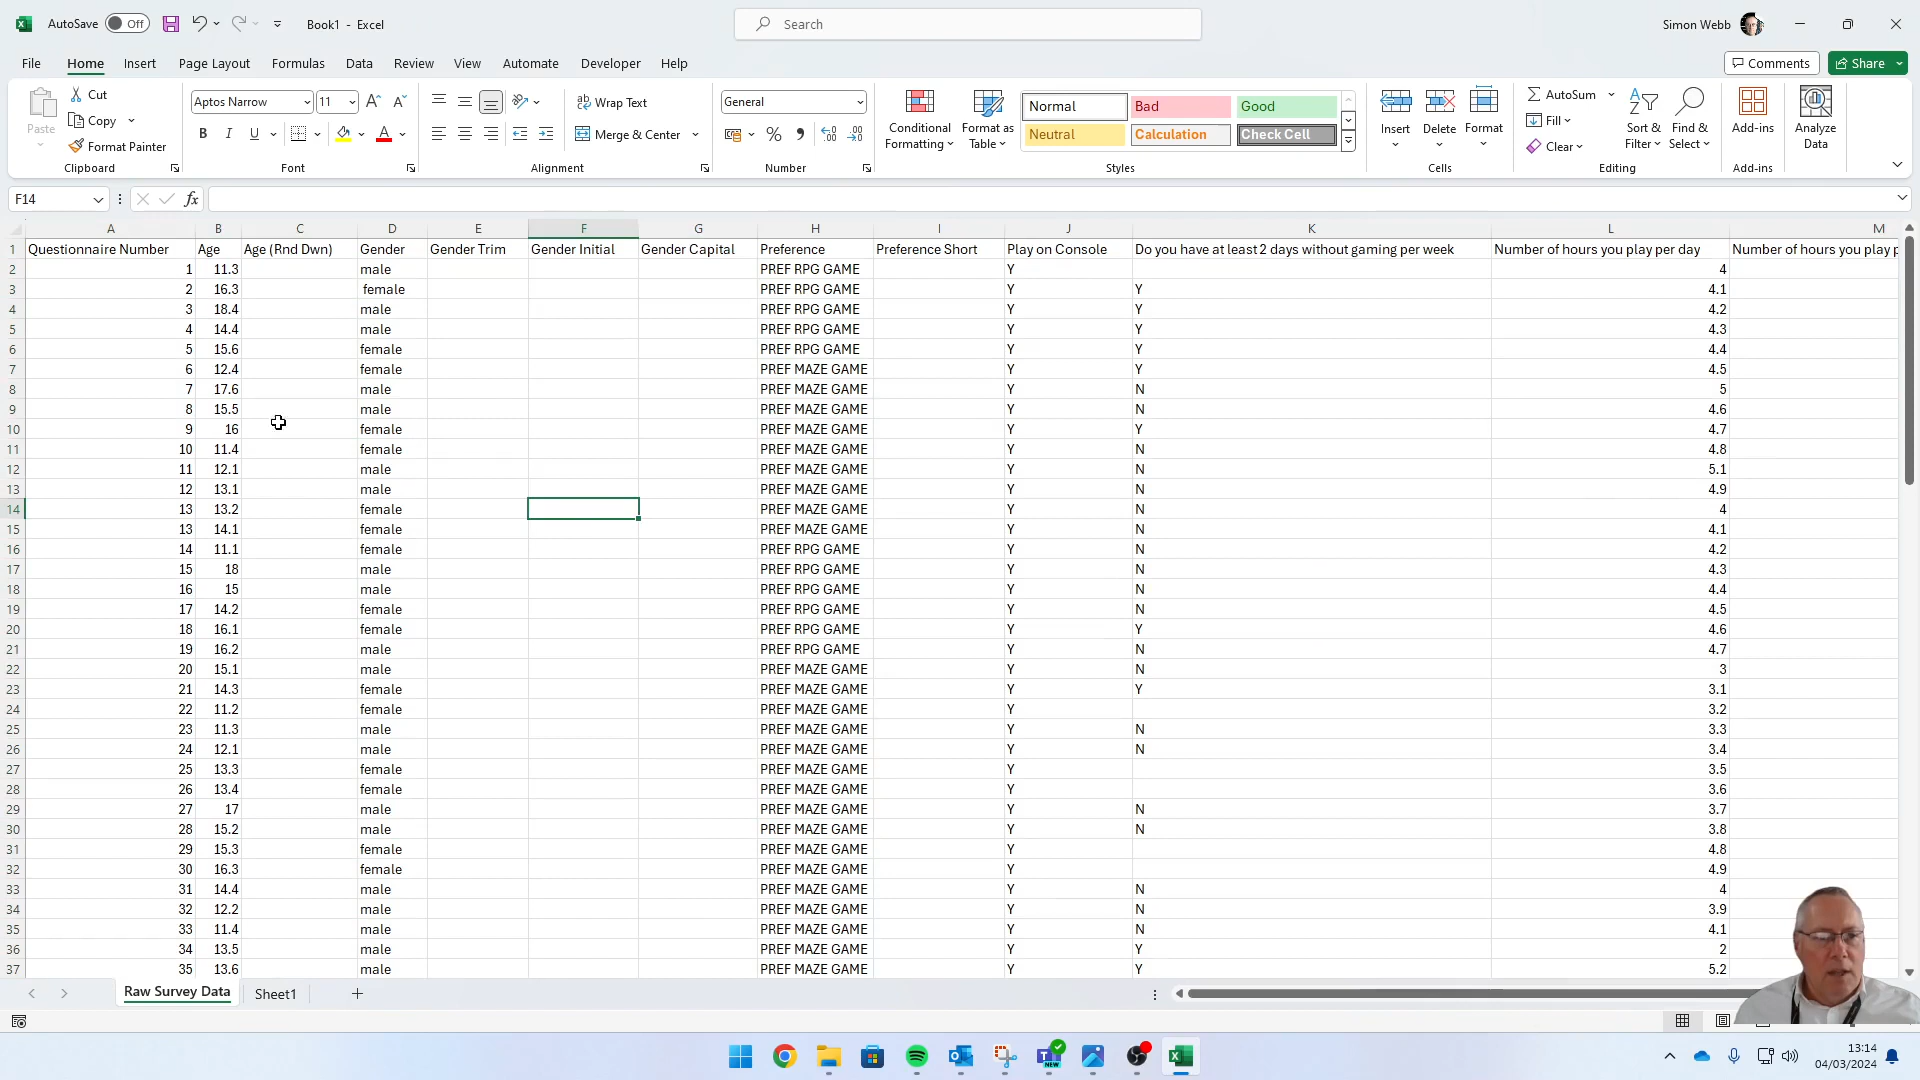 AutoSave Off Book1 - Excel Search Simon Webb
File Home Insert Page Layout Formulas Data Review View Automate Developer Help Comments Share
Paste Cut Copy Format Painter Clipboard
Aptos Narrow 11 B I U A Font
Wrap Text Merge & Center Alignment
General % Number
Conditional Formatting Format as Table Normal Bad Good Neutral Calculation Check Cell Styles
Insert Delete Format Cells
AutoSum Fill Clear Sort & Filter Find & Select Editing
Add-ins Add-ins Analyze Data
F14 fx
A B C D E F G H I J K L M
1 Questionnaire Number Age Age (Rnd Dwn) Gender Gender Trim Gender Initial Gender Capital Preference Preference Short Play on Console Do you have at least 2 days without gaming per week Number of hours you play per day Number of hours you play p
2 1 11.3 male PREF RPG GAME Y 4
3 2 16.3 female PREF RPG GAME Y Y 4.1
4 3 18.4 male PREF RPG GAME Y Y 4.2
5 4 14.4 male PREF RPG GAME Y Y 4.3
6 5 15.6 female PREF RPG GAME Y Y 4.4
7 6 12.4 female PREF MAZE GAME Y Y 4.5
8 7 17.6 male PREF MAZE GAME Y N 5
9 8 15.5 male PREF MAZE GAME Y N 4.6
10 9 16 female PREF MAZE GAME Y Y 4.7
11 10 11.4 female PREF MAZE GAME Y N 4.8
12 11 12.1 male PREF MAZE GAME Y N 5.1
13 12 13.1 male PREF MAZE GAME Y N 4.9
14 13 13.2 female PREF MAZE GAME Y N 4
15 13 14.1 female PREF MAZE GAME Y N 4.1
16 14 11.1 female PREF RPG GAME Y N 4.2
17 15 18 male PREF RPG GAME Y N 4.3
18 16 15 male PREF RPG GAME Y N 4.4
19 17 14.2 female PREF RPG GAME Y N 4.5
20 18 16.1 female PREF RPG GAME Y Y 4.6
21 19 16.2 male PREF RPG GAME Y N 4.7
22 20 15.1 male PREF MAZE GAME Y N 3
23 21 14.3 female PREF MAZE GAME Y Y 3.1
24 22 11.2 female PREF MAZE GAME Y 3.2
25 23 11.3 male PREF MAZE GAME Y N 3.3
26 24 12.1 male PREF MAZE GAME Y N 3.4
27 25 13.3 female PREF MAZE GAME Y 3.5
28 26 13.4 female PREF MAZE GAME Y 3.6
29 27 17 male PREF MAZE GAME Y N 3.7
30 28 15.2 male PREF MAZE GAME Y N 3.8
31 29 15.3 female PREF MAZE GAME Y 4.8
32 30 16.3 female PREF MAZE GAME Y 4.9
33 31 14.4 male PREF MAZE GAME Y N 4
34 32 12.2 male PREF MAZE GAME Y N 3.9
35 33 11.4 male PREF MAZE GAME Y N 4.1
36 34 13.5 male PREF MAZE GAME Y Y 2
37 35 13.6 male PREF MAZE GAME Y Y 5.2
Raw Survey Data Sheet1
NEW
13:14
04/03/2024